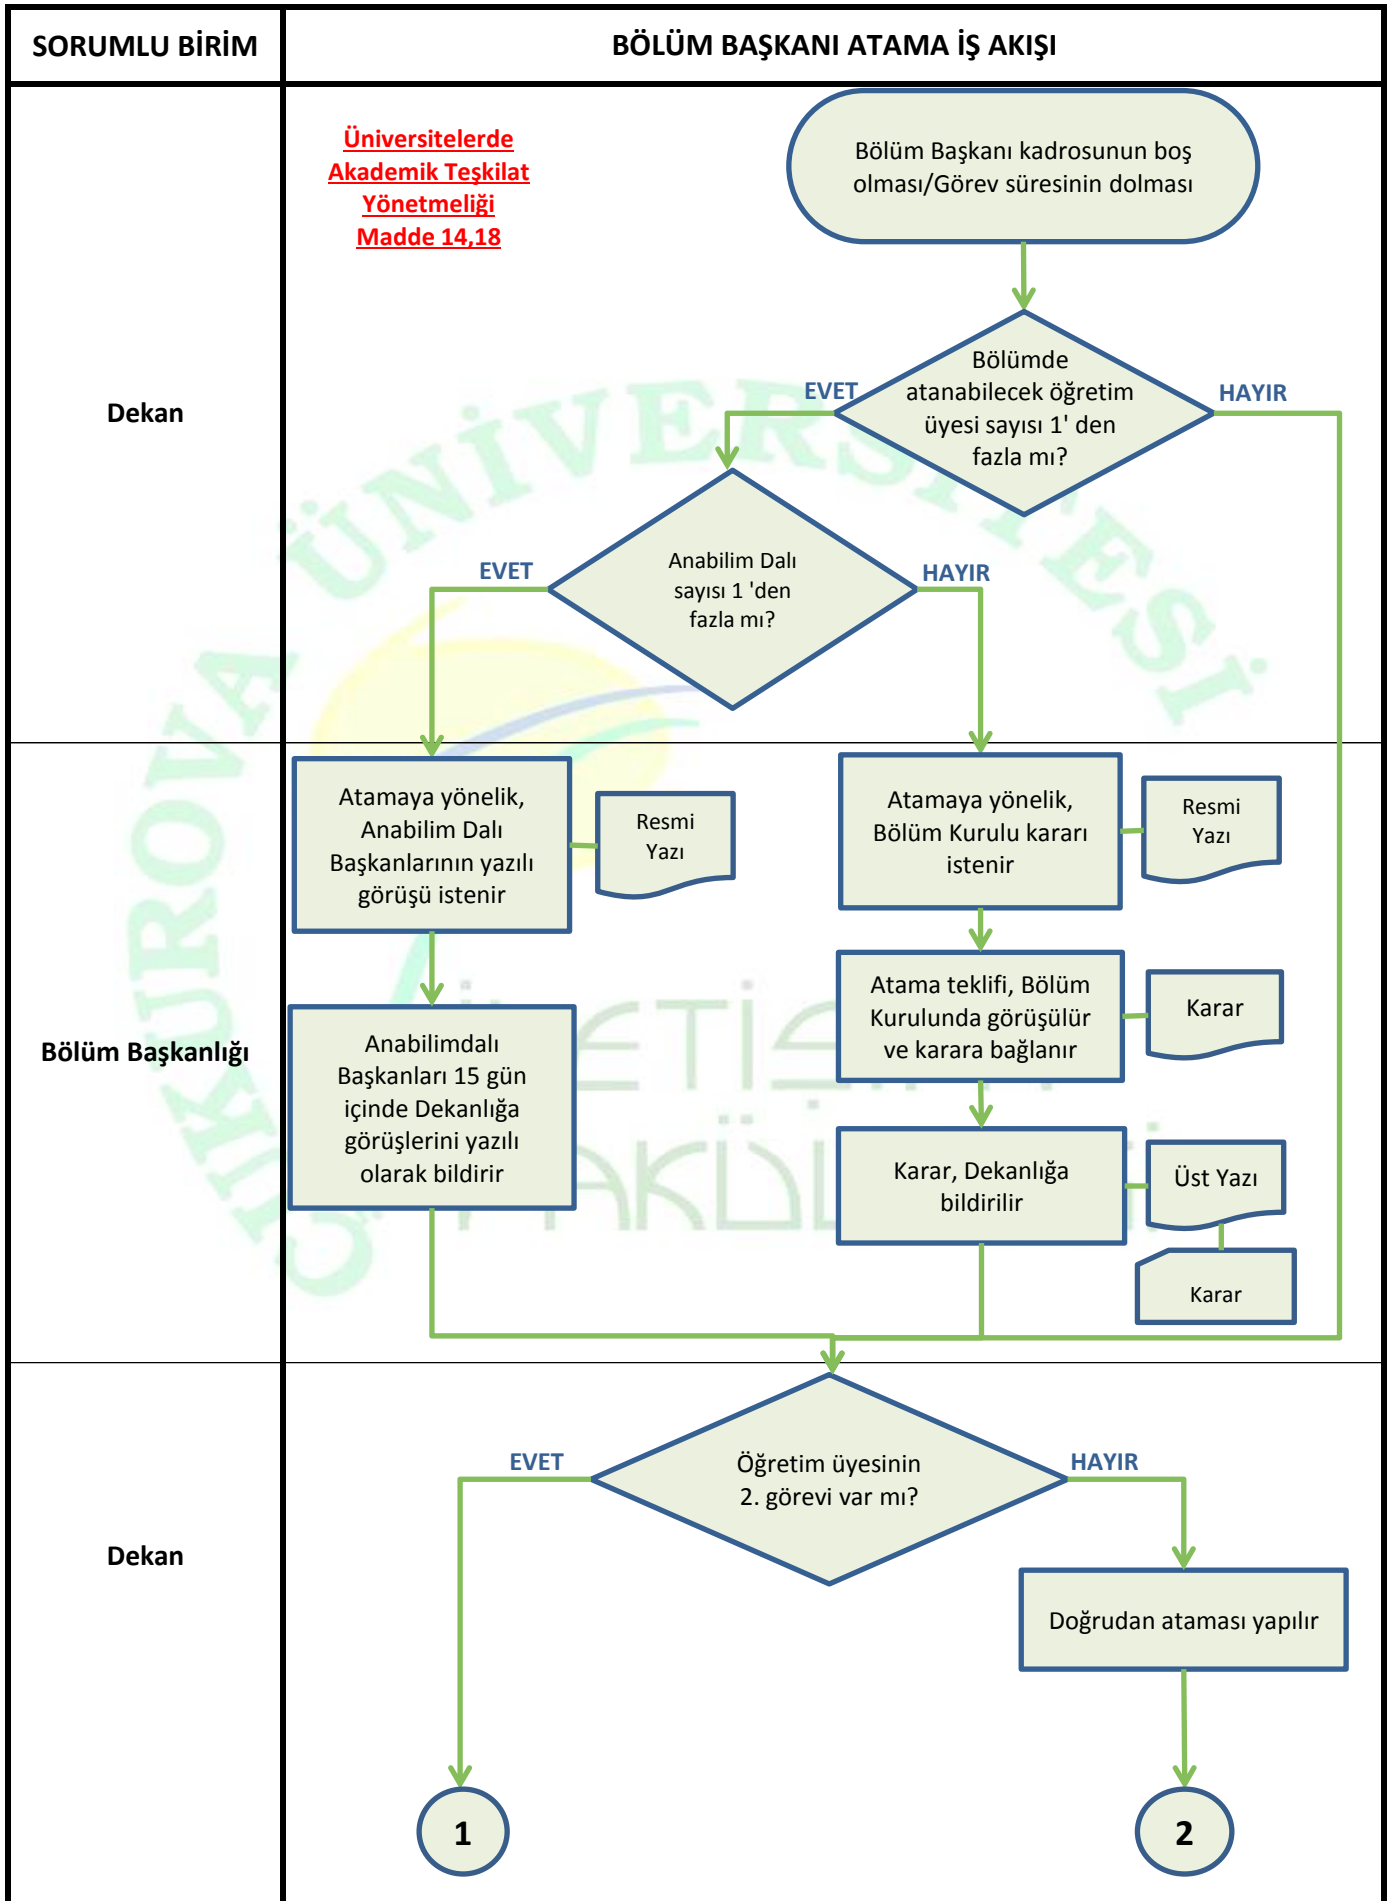 SORUMLU BİRİM
BÖLÜM BAŞKANI ATAMA İŞ AKIŞI
Üniversitelerde
Akademik Teşkilat
Yönetmeliği
Madde 14,18
Bölüm Başkanı kadrosunun boş
olması/Görev süresinin dolması
Dekan
Bölümde
atanabilecek öğretim
üyesi sayısı 1' den
fazla mı?
EVET
HAYIR
Anabilim Dalı
sayısı 1 'den
fazla mı?
EVET
HAYIR
Bölüm Başkanlığı
Atamaya yönelik,
Anabilim Dalı
Başkanlarının yazılı
görüşü istenir
Resmi
Yazı
Atamaya yönelik,
Bölüm Kurulu kararı
istenir
Resmi
Yazı
Anabilimdalı
Başkanları 15 gün
içinde Dekanlığa
görüşlerini yazılı
olarak bildirir
Atama teklifi, Bölüm
Kurulunda görüşülür
ve karara bağlanır
Karar
Karar, Dekanlığa
bildirilir
Üst Yazı
Karar
Dekan
Öğretim üyesinin
2. görevi var mı?
EVET
HAYIR
Doğrudan ataması yapılır
1
2
ÇUKUROVA ÜNİVERSİTESİ